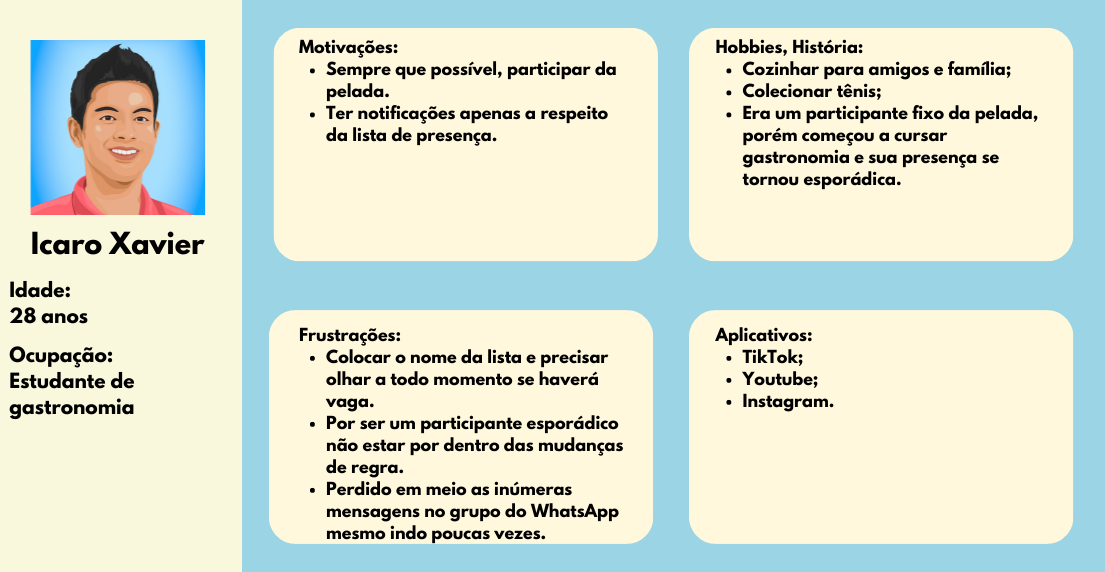 Icaro Xavier
Idade:
28 anos
Ocupação:
Estudante de
gastronomia
Motivações:
• Sempre que possível, participar da
pelada.
• Ter notificações apenas a respeito
da lista de presença.
Hobbies, História:
• Cozinhar para amigos e família;
• Colecionar tênis;
• Era um participante fixo da pelada,
porém começou a cursar
gastronomia e sua presença se
tornou esporádica.
Frustrações:
• Colocar o nome da lista e precisar
olhar a todo momento se haverá
vaga.
• Por ser um participante esporádico
não estar por dentro das mudanças
de regra.
• Perdido em meio as inúmeras
mensagens no grupo do WhatsApp
mesmo indo poucas vezes.
Aplicativos:
• TikTok;
• Youtube;
• Instagram.